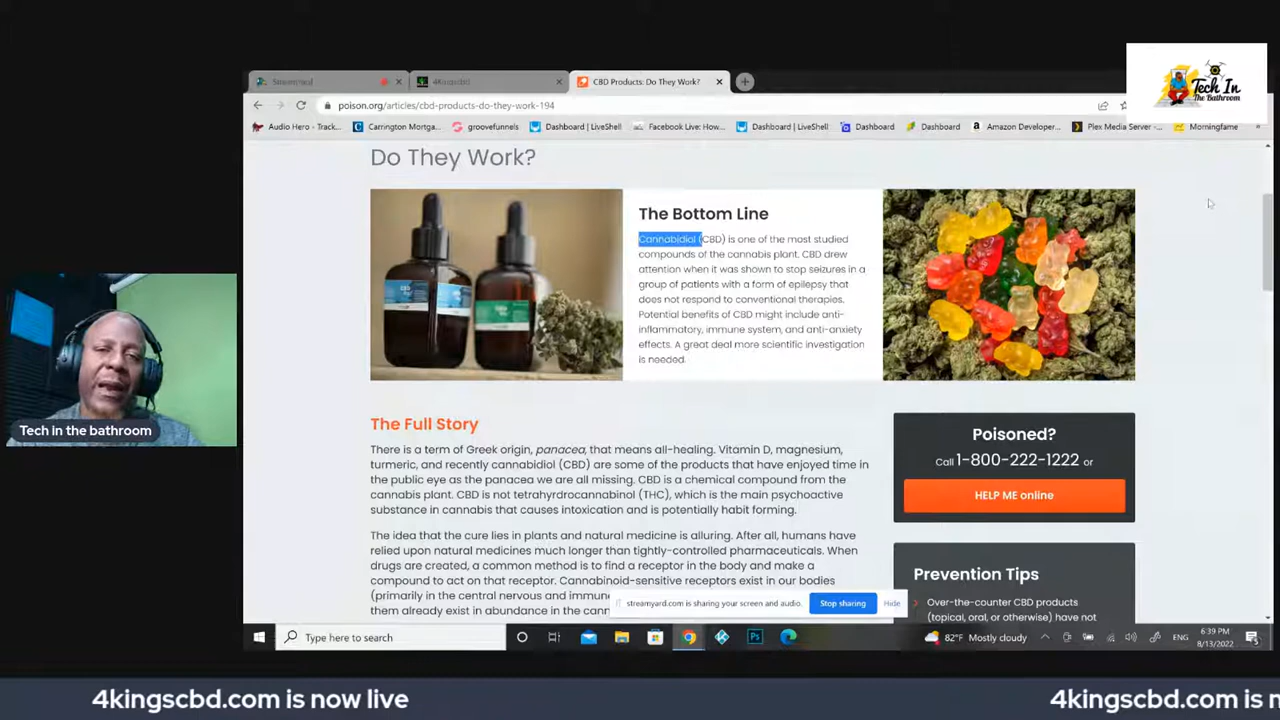 StreamYard
4Kingscbd
CBD Products: Do They Work?
poison.org/articles/cbd-products-do-they-work-194
Audio Hero - Track...
Carrington Mortga...
groovefunnels
Dashboard | LiveShell
Facebook Live: How...
Dashboard | LiveShell
Dashboard
Dashboard
Amazon Developer...
Plex Media Server -...
Morningfame
»
Tech In
The Bathroom
Do They Work?
The Bottom Line
Cannabidiol (CBD) is one of the most studied
compounds of the cannabis plant. CBD drew
attention when it was shown to stop seizures in a
group of patients with a form of epilepsy that
does not respond to conventional therapies.
Potential benefits of CBD might include anti-
inflammatory, immune system, and anti-anxiety
effects. A great deal more scientific investigation
is needed.
CBD
The Full Story
There is a term of Greek origin, panacea, that means all-healing. Vitamin D, magnesium,
turmeric, and recently cannabidiol (CBD) are some of the products that have enjoyed time in
the public eye as the panacea we are all missing. CBD is a chemical compound from the
cannabis plant. CBD is not tetrahyrdrocannabinol (THC), which is the main psychoactive
substance in cannabis that causes intoxication and is potentially habit forming.
The idea that the cure lies in plants and natural medicine is alluring. After all, humans have
relied upon natural medicines much longer than tightly-controlled pharmaceuticals. When
drugs are created, a common method is to find a receptor in the body and make a
compound to act on that receptor. Cannabinoid-sensitive receptors exist in our bodies
(primarily in the central nervous and immune
them already exist in abundance in the cann
Poisoned?
Call 1-800-222-1222 or
HELP ME online
Prevention Tips
Over-the-counter CBD products
(topical, oral, or otherwise) have not
streamyard.com is sharing your screen and audio.
Stop sharing
Hide
Tech in the bathroom
Type here to search
Ps
82°F Mostly cloudy
ENG
6:39 PM
8/13/2022
4kingscbd.com is now live
4kingscbd.com is n